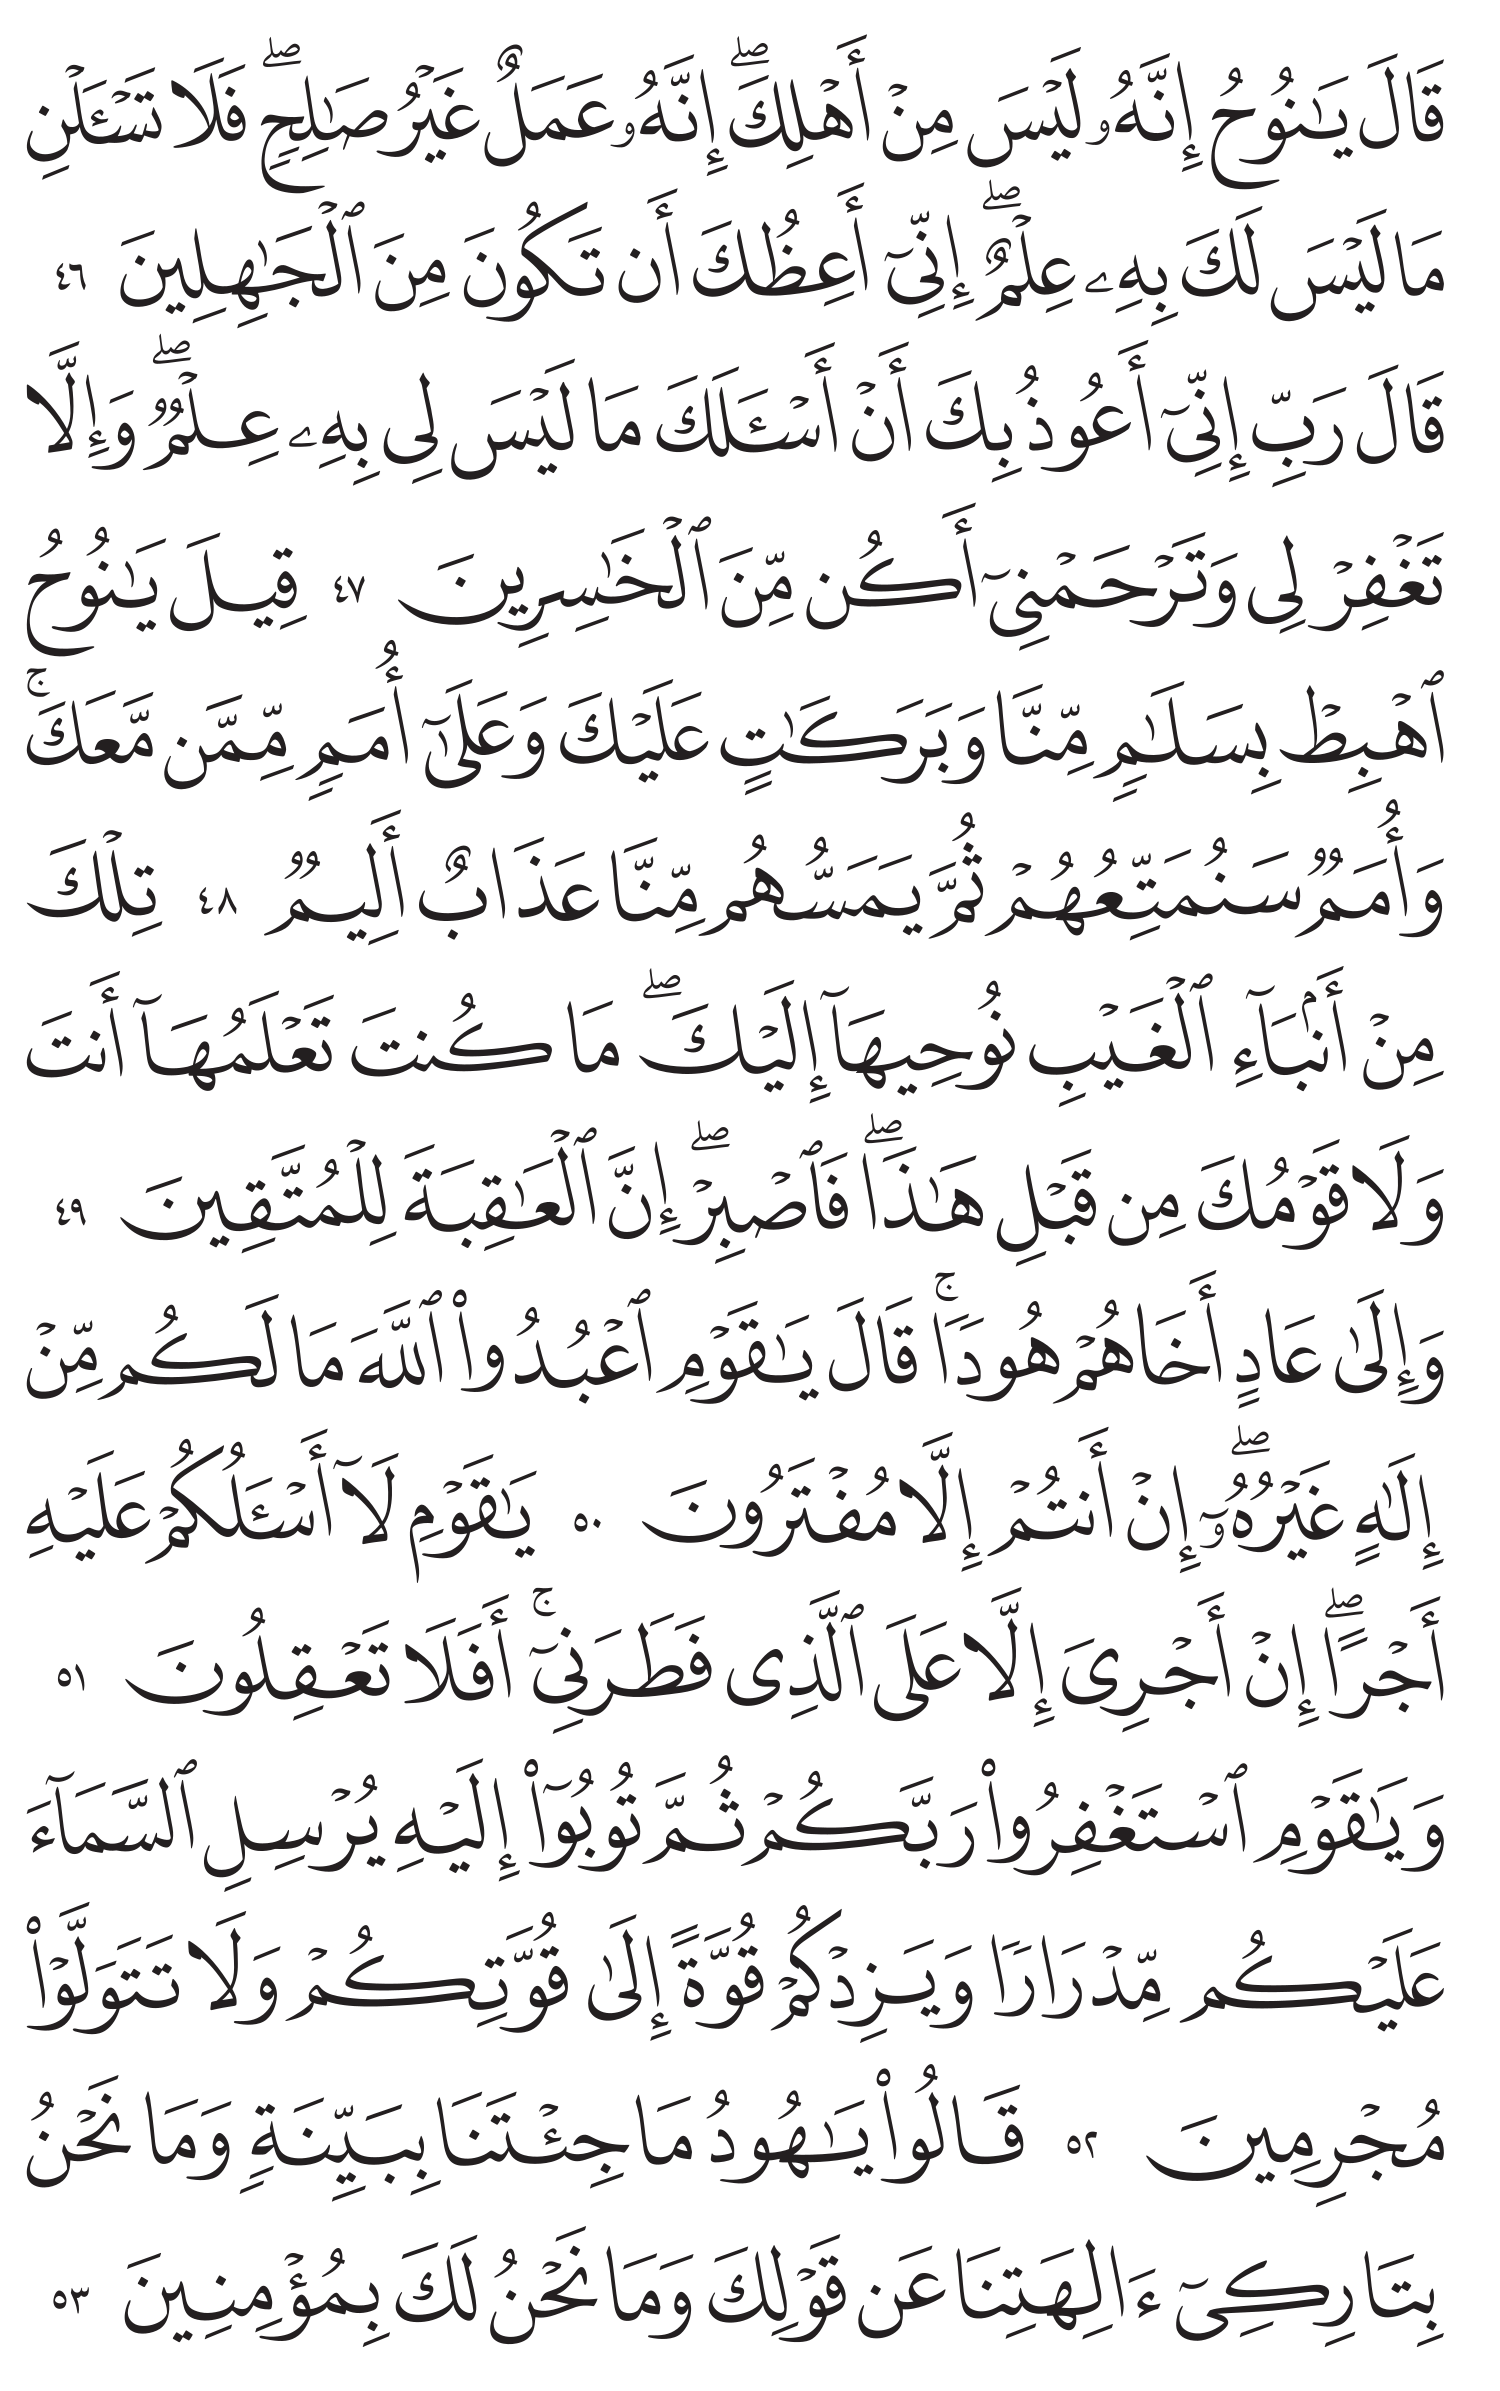 قَالَ يَٰنُوحُ إِنَّهُۥ لَيۡسَ مِنۡ أَهۡلِكَۖ إِنَّهُۥ عَمَلٌ غَيۡرُ صَٰلِحٖۖ فَلَا تَسۡـَٔلۡنِ
مَا لَيۡسَ لَكَ بِهِۦ عِلۡمٌۖ إِنِّيٓ أَعِظُكَ أَن تَكُونَ مِنَ ٱلۡجَٰهِلِينَ ٤٦
قَالَ رَبِّ إِنِّيٓ أَعُوذُ بِكَ أَنۡ أَسۡـَٔلَكَ مَا لَيۡسَ لِي بِهِۦ عِلۡمٞۖ وَإِلَّا
تَغۡفِرۡ لِي وَتَرۡحَمۡنِيٓ أَكُن مِّنَ ٱلۡخَٰسِرِينَ ٤٧ قِيلَ يَٰنُوحُ
ٱهۡبِطۡ بِسَلَٰمٖ مِّنَّا وَبَرَكَٰتٍ عَلَيۡكَ وَعَلَىٰٓ أُمَمٖ مِّمَّن مَّعَكَۚ
وَأُمَمٞ سَنُمَتِّعُهُمۡ ثُمَّ يَمَسُّهُم مِّنَّا عَذَابٌ أَلِيمٞ ٤٨ تِلۡكَ
مِنۡ أَنۢبَآءِ ٱلۡغَيۡبِ نُوحِيهَآ إِلَيۡكَۖ مَا كُنتَ تَعۡلَمُهَآ أَنتَ
وَلَا قَوۡمُكَ مِن قَبۡلِ هَٰذَاۖ فَٱصۡبِرۡۖ إِنَّ ٱلۡعَٰقِبَةَ لِلۡمُتَّقِينَ ٤٩
وَإِلَىٰ عَادٍ أَخَاهُمۡ هُودٗاۚ قَالَ يَٰقَوۡمِ ٱعۡبُدُواْ ٱللَّهَ مَا لَكُم مِّنۡ
إِلَٰهٍ غَيۡرُهُۥٓۖ إِنۡ أَنتُمۡ إِلَّا مُفۡتَرُونَ ٥٠ يَٰقَوۡمِ لَآ أَسۡـَٔلُكُمۡ عَلَيۡهِ
أَجۡرًاۖ إِنۡ أَجۡرِيَ إِلَّا عَلَى ٱلَّذِي فَطَرَنِيٓۚ أَفَلَا تَعۡقِلُونَ ٥١
وَيَٰقَوۡمِ ٱسۡتَغۡفِرُواْ رَبَّكُمۡ ثُمَّ تُوبُوٓاْ إِلَيۡهِ يُرۡسِلِ ٱلسَّمَآءَ
عَلَيۡكُم مِّدۡرَارٗا وَيَزِدۡكُمۡ قُوَّةً إِلَىٰ قُوَّتِكُمۡ وَلَا تَتَوَلَّوۡاْ
مُجۡرِمِينَ ٥٢ قَالُواْ يَٰهُودُ مَا جِئۡتَنَا بِبَيِّنَةٖ وَمَا نَحۡنُ
بِتَارِكِيٓ ءَالِهَتِنَا عَن قَوۡلِكَ وَمَا نَحۡنُ لَكَ بِمُؤۡمِنِينَ ٥٣